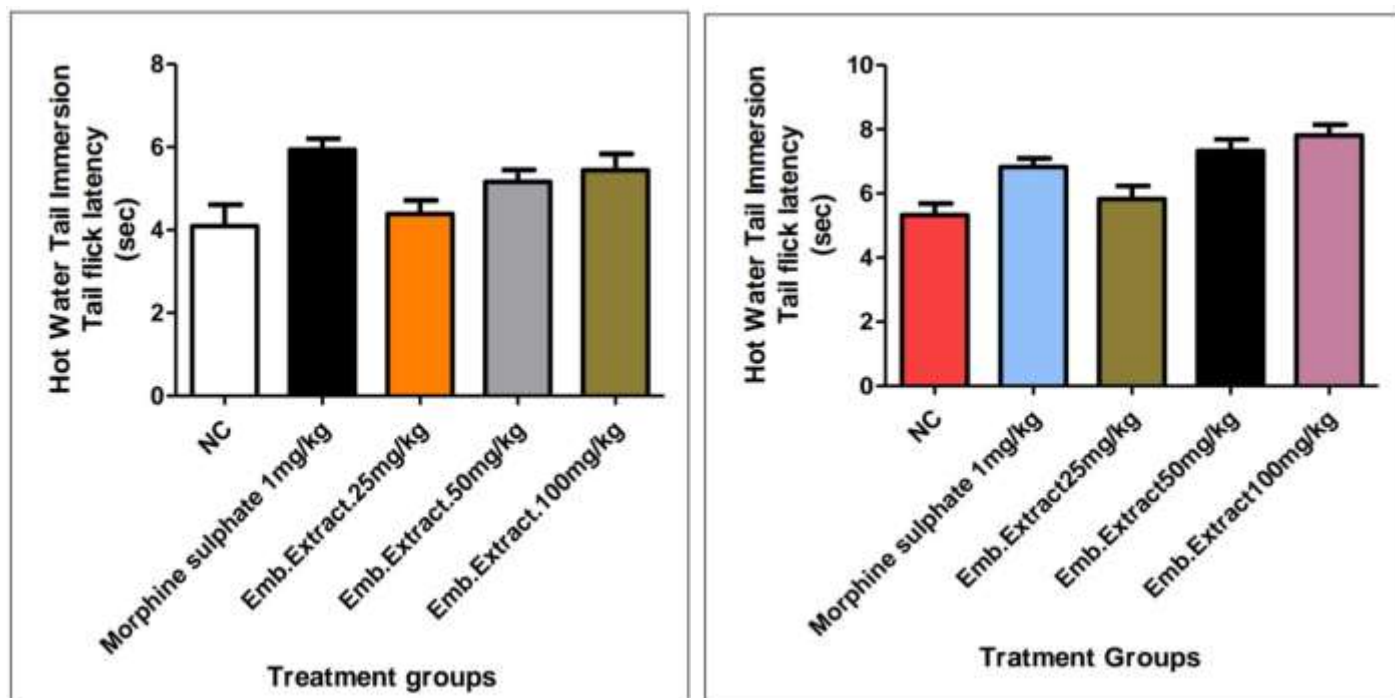 Hot Water Tail Immersion
Tail flick latency
(sec)
8
6
4
2
0
NC
Morphine sulphate 1mg/kg
Emb.Extract.25mg/kg
Emb.Extract.50mg/kg
Emb.Extract.100mg/kg
Treatment groups
Hot Water Tail Immersion
Tail flick latency
(sec)
10
8
6
4
2
0
NC
Morphine sulphate 1mg/kg
Emb.Extract25mg/kg
Emb.Extract50mg/kg
Emb.Extract100mg/kg
Tratment Groups